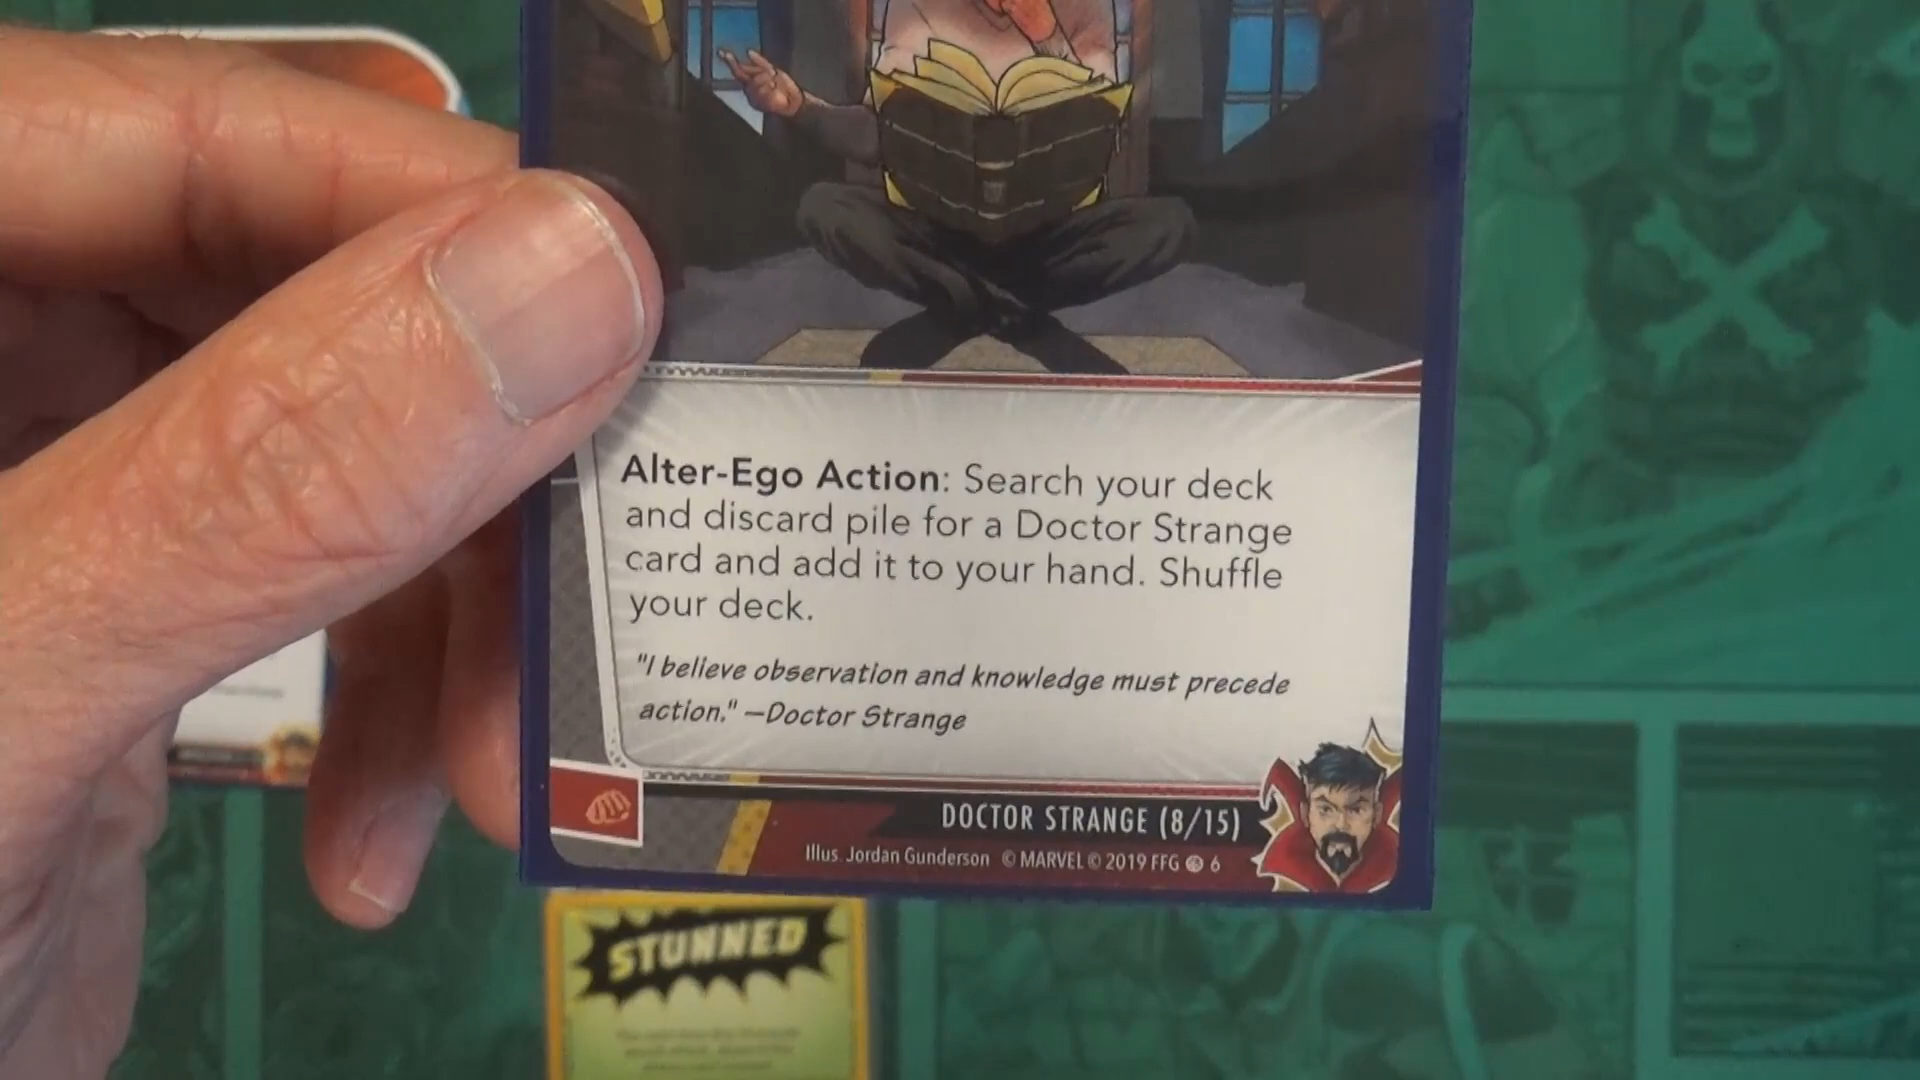 Alter-Ego Action: Search your deck
and discard pile for a Doctor Strange
card and add it to your hand. Shuffle
your deck.
"I believe observation and knowledge must precede
action." —Doctor Strange
DOCTOR STRANGE (8/15)
Illus. Jordan Gunderson © MARVEL © 2019 FFG 6
STUNNED